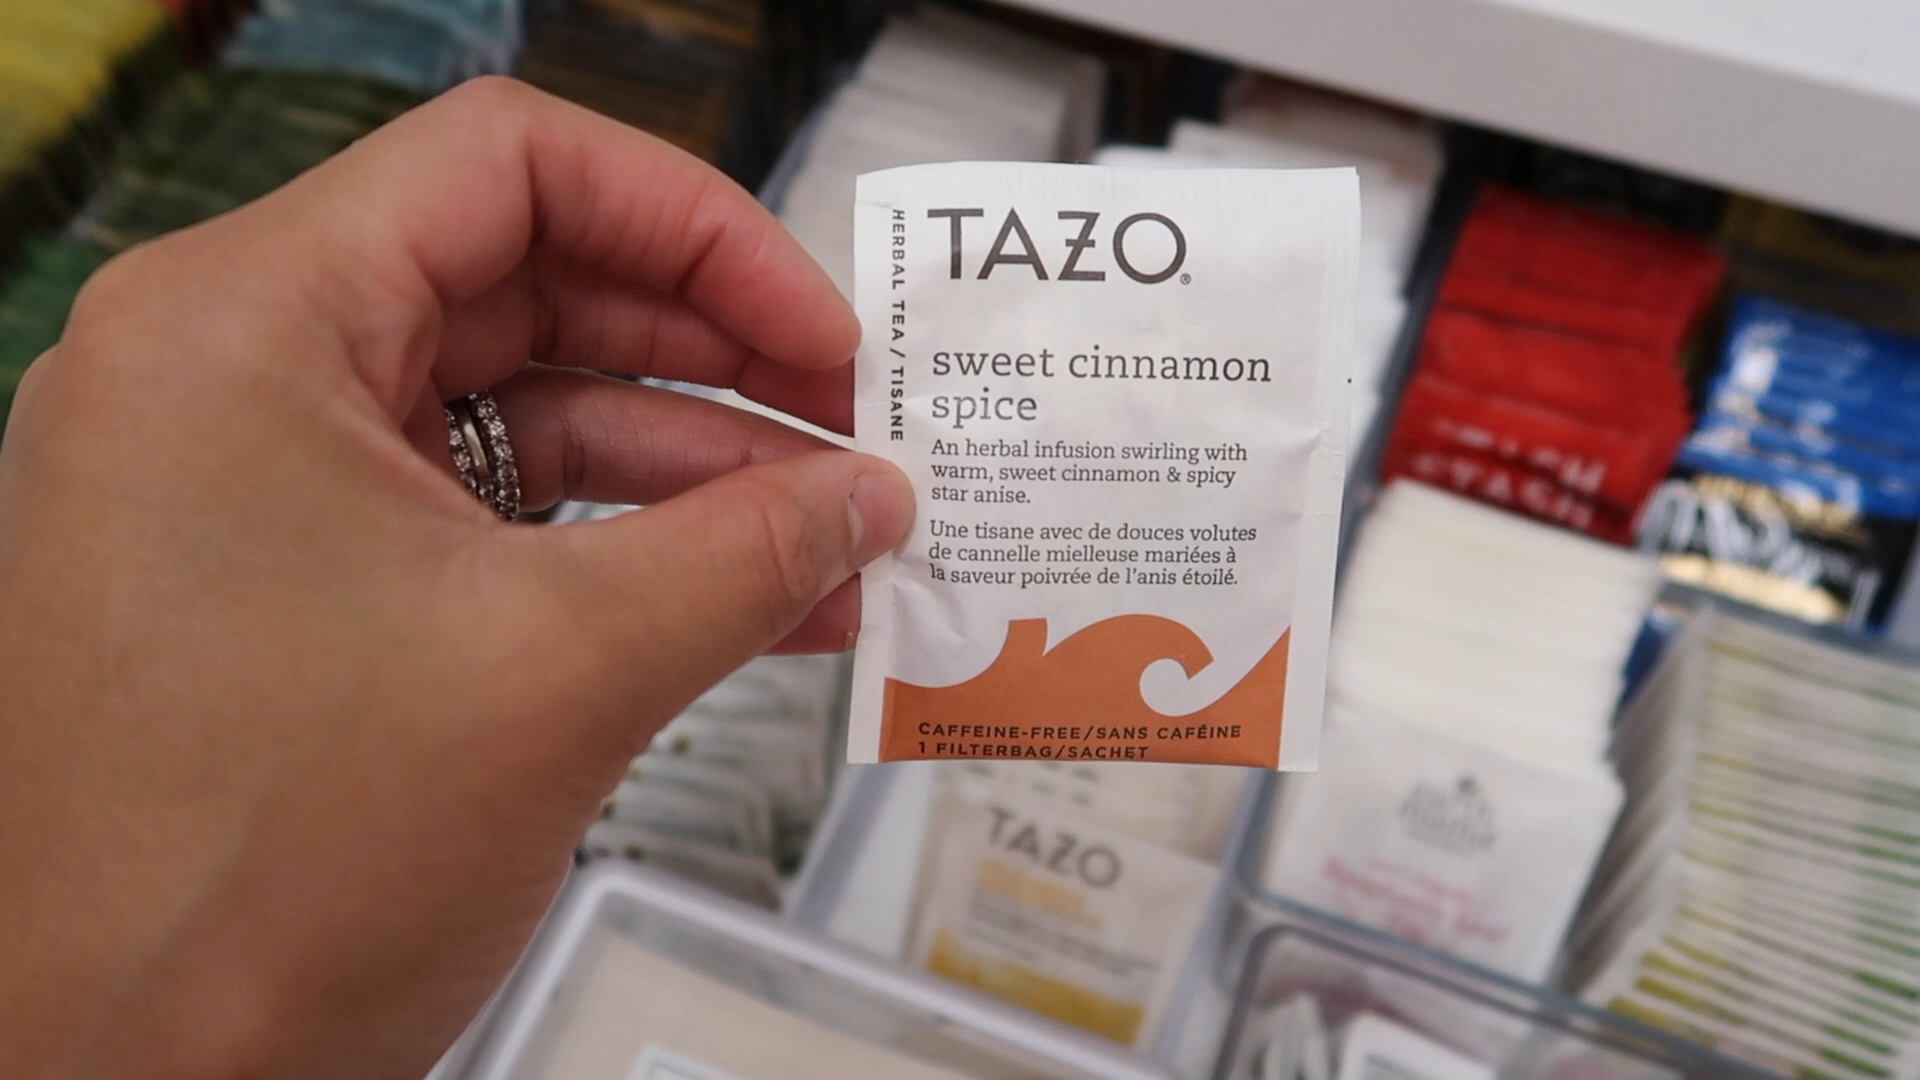 HERBAL TEA / TISANE
TAZO®
sweet cinnamon
spice
An herbal infusion swirling with
warm, sweet cinnamon & spicy
star anise.
Une tisane avec de douces volutes
de cannelle mielleuse mariées à
la saveur poivrée de l'anis étoilé.
CAFFEINE-FREE/SANS CAFÉINE
1 FILTERBAG/SACHET
TAZO
STASH